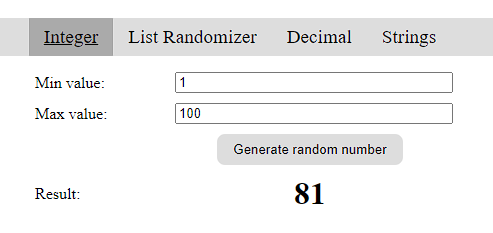 Integer List Randomizer Decimal Strings
Min value: 1
Max value: 100
Generate random number
Result: 81